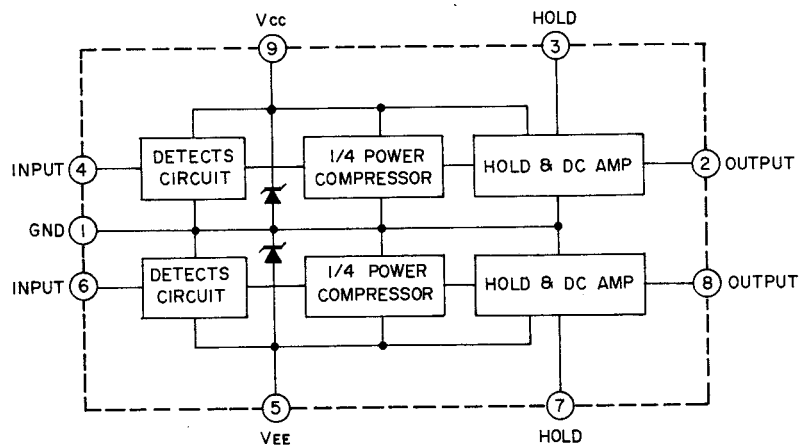 Vcc
HOLD
9
3
DETECTS
CIRCUIT
1/4 POWER
COMPRESSOR
HOLD & DC AMP
INPUT 4
2 OUTPUT
GND 1
DETECTS
CIRCUIT
1/4 POWER
COMPRESSOR
HOLD & DC AMP
INPUT 6
8 OUTPUT
5
7
VEE
HOLD